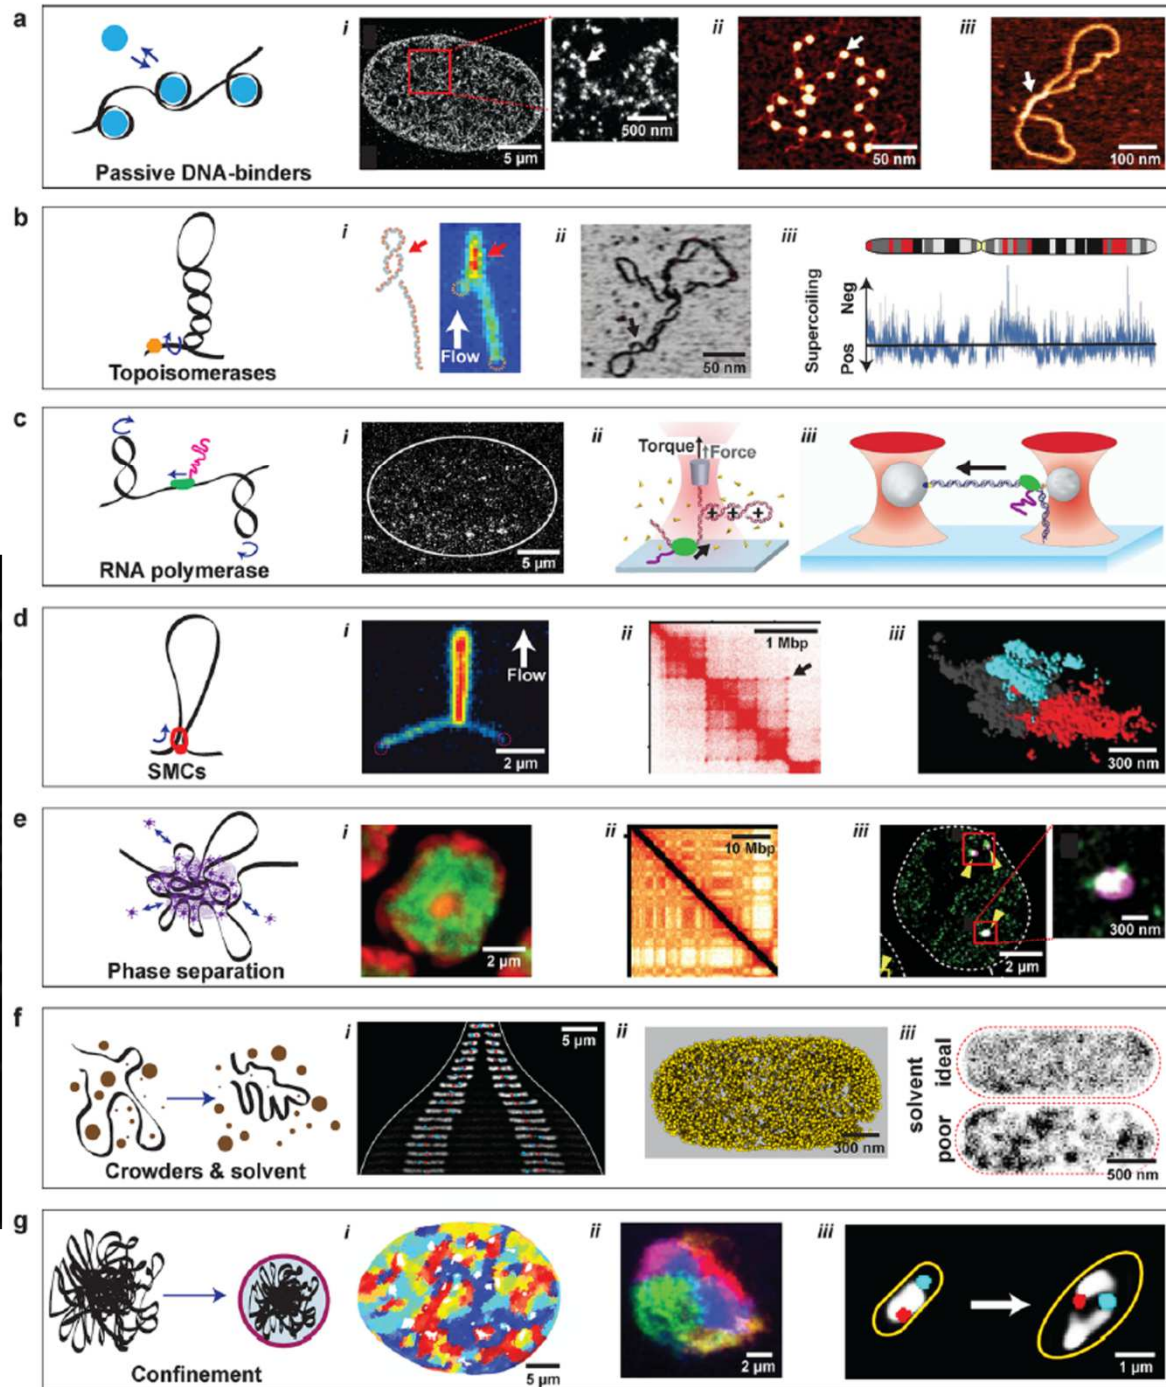 a
i
ii
iii
500 nm
5 µm
50 nm
100 nm
Passive DNA-binders
b
i
ii
iii
Flow
50 nm
Supercoiling
Pos Neg
Topoisomerases
c
i
ii
iii
Torque
Force
+ + +
5 µm
RNA polymerase
d
i
ii
iii
Flow
1 Mbp
2 µm
300 nm
SMCs
e
i
ii
iii
10 Mbp
2 µm
2 µm
300 nm
Phase separation
f
i
ii
iii
5 µm
300 nm
solvent
poor ideal
500 nm
Crowders & solvent
g
i
ii
iii
5 µm
2 µm
1 µm
Confinement